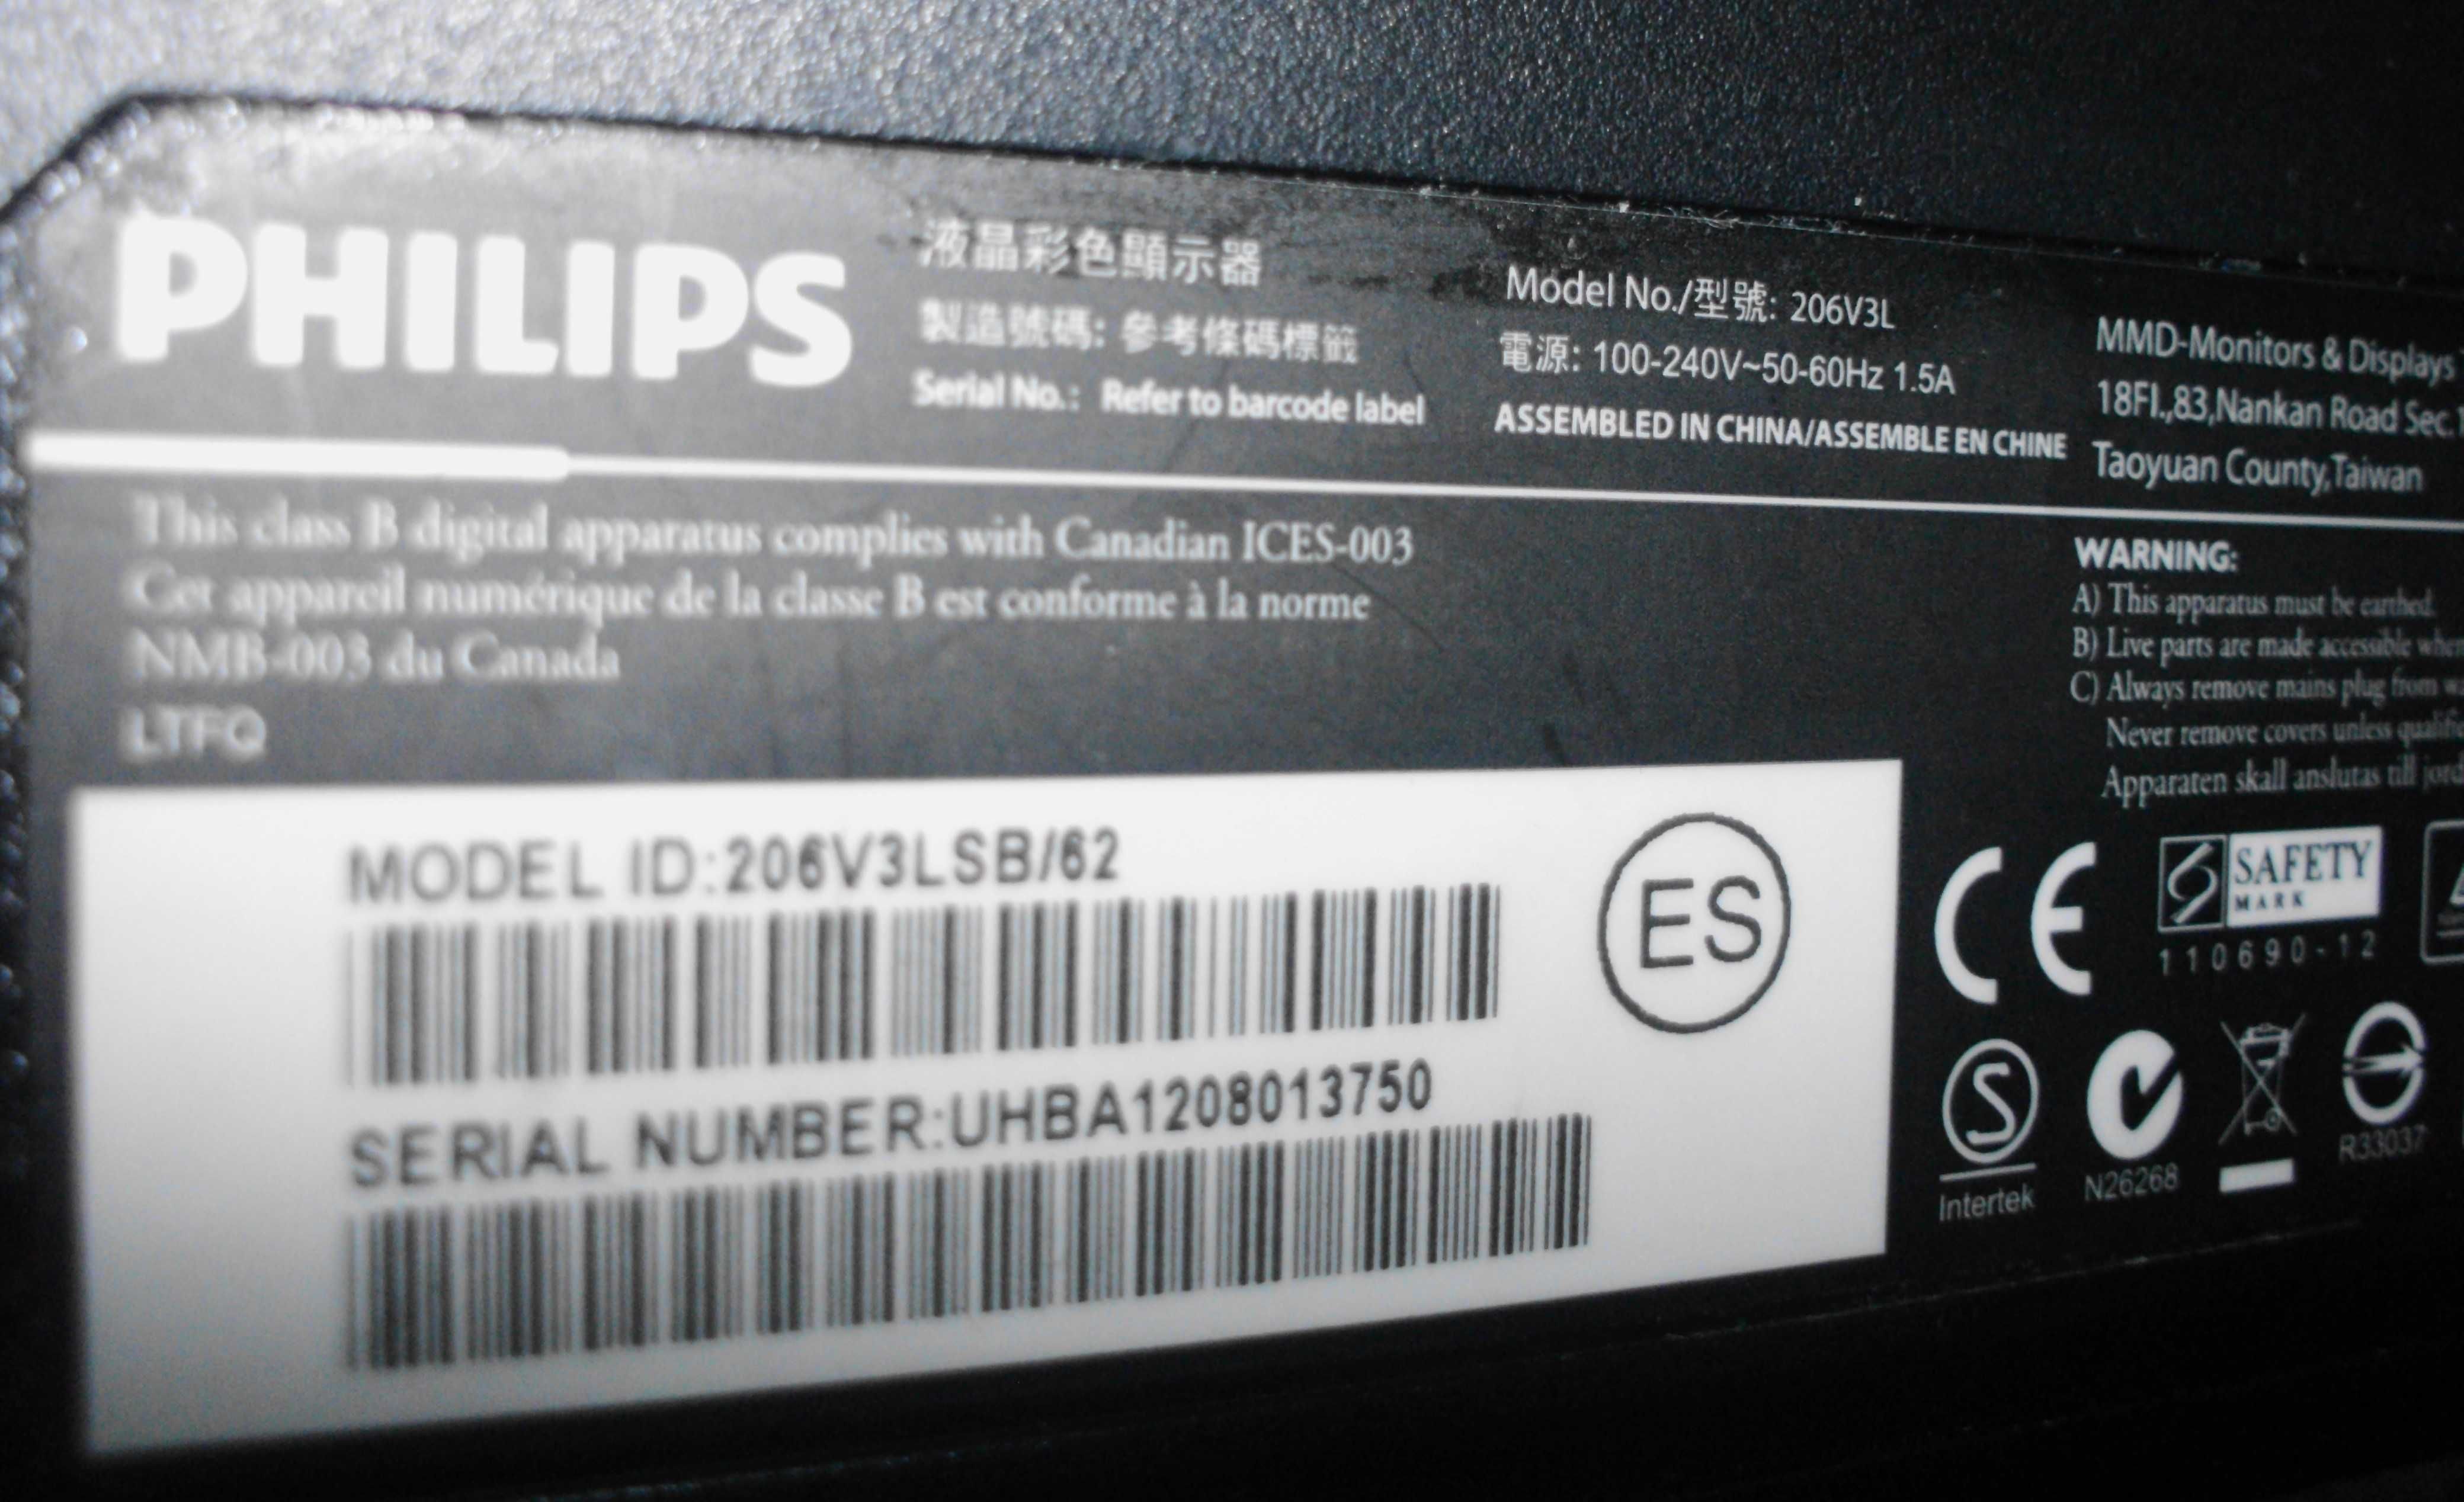 PHILIPS
液晶彩色顯示器
製造號碼: 參考條碼標籤
Serial No.: Refer to barcode label
Model No./型號: 206V3L
電源: 100-240V~50-60Hz 1.5A
ASSEMBLED IN CHINA/ASSEMBLE EN CHINE
MMD-Monitors & Displays
18Fl.,83,Nankan Road Sec.
Taoyuan County,Taiwan
This class B digital apparatus complies with Canadian ICES-003
Cet appareil numérique de la classe B est conforme à la norme
NMB-003 du Canada
LTFQ
WARNING:
A) This apparatus must be earthed.
B) Live parts are made accessible when
C) Always remove mains plug from
Never remove covers unless
Apparaten skall anslutas till
MODEL ID:206V3LSB/62
ES
SERIAL NUMBER:UHBA1208013750
CE
SAFETY
MARK
110690-12
S
Intertek
N26268
R33037